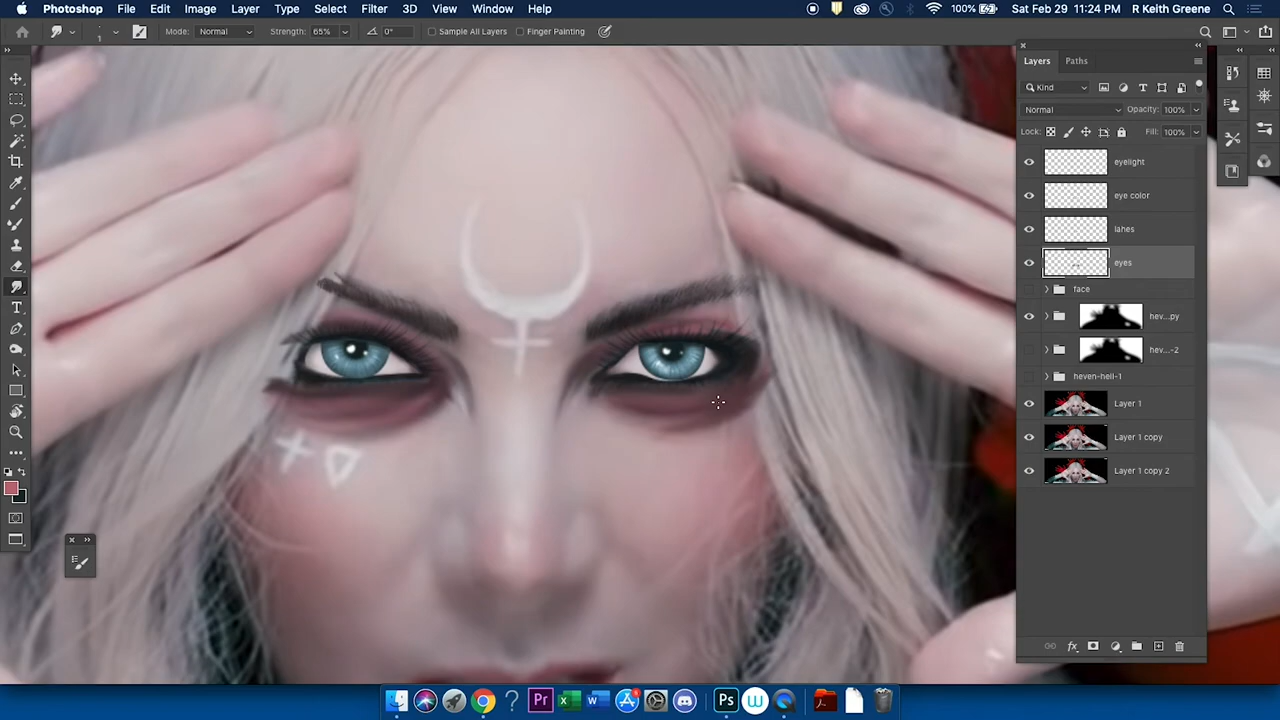 Photoshop File Edit Image Layer Type Select Filter 3D View Window Help 100% Sat Feb 29 11:24 PM R Keith Greene
1 Mode: Normal Strength: 65% 0° Sample All Layers Finger Painting
Layers Paths
Kind
Normal Opacity: 100%
Lock: Fill: 100%
eyelight
eye color
lahes
eyes
face
hev...py
hev...-2
heven-hell-1
Layer 1
Layer 1 copy
Layer 1 copy 2
Pr W Ps W